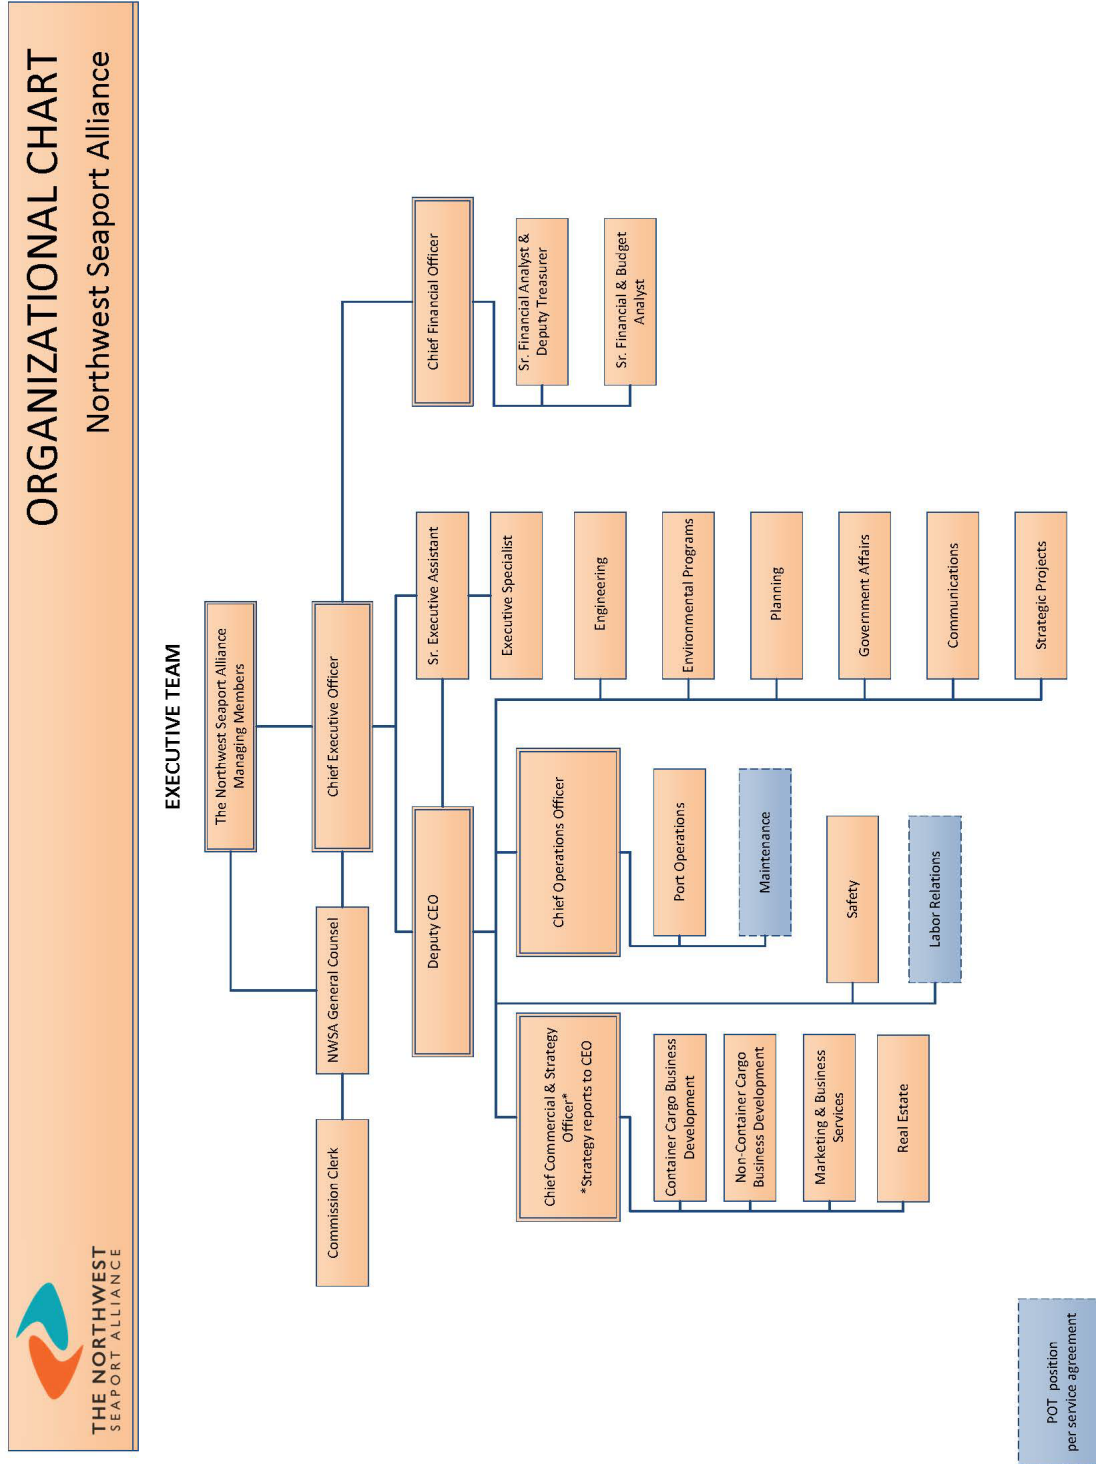 THE NORTHWEST
SEAPORT ALLIANCE
ORGANIZATIONAL CHART
Northwest Seaport Alliance
EXECUTIVE TEAM
The Northwest Seaport Alliance
Managing Members
Commission Clerk
NWSA General Counsel
Chief Executive Officer
Deputy CEO
Sr. Executive Assistant
Executive Specialist
Chief Financial Officer
Sr. Financial Analyst &
Deputy Treasurer
Sr. Financial & Budget
Analyst
Chief Commercial & Strategy
Officer*
*Strategy reports to CEO
Container Cargo Business
Development
Non-Container Cargo
Business Development
Marketing & Business
Services
Real Estate
Chief Operations Officer
Port Operations
Maintenance
Safety
Labor Relations
Engineering
Environmental Programs
Planning
Government Affairs
Communications
Strategic Projects
POT position
per service agreement